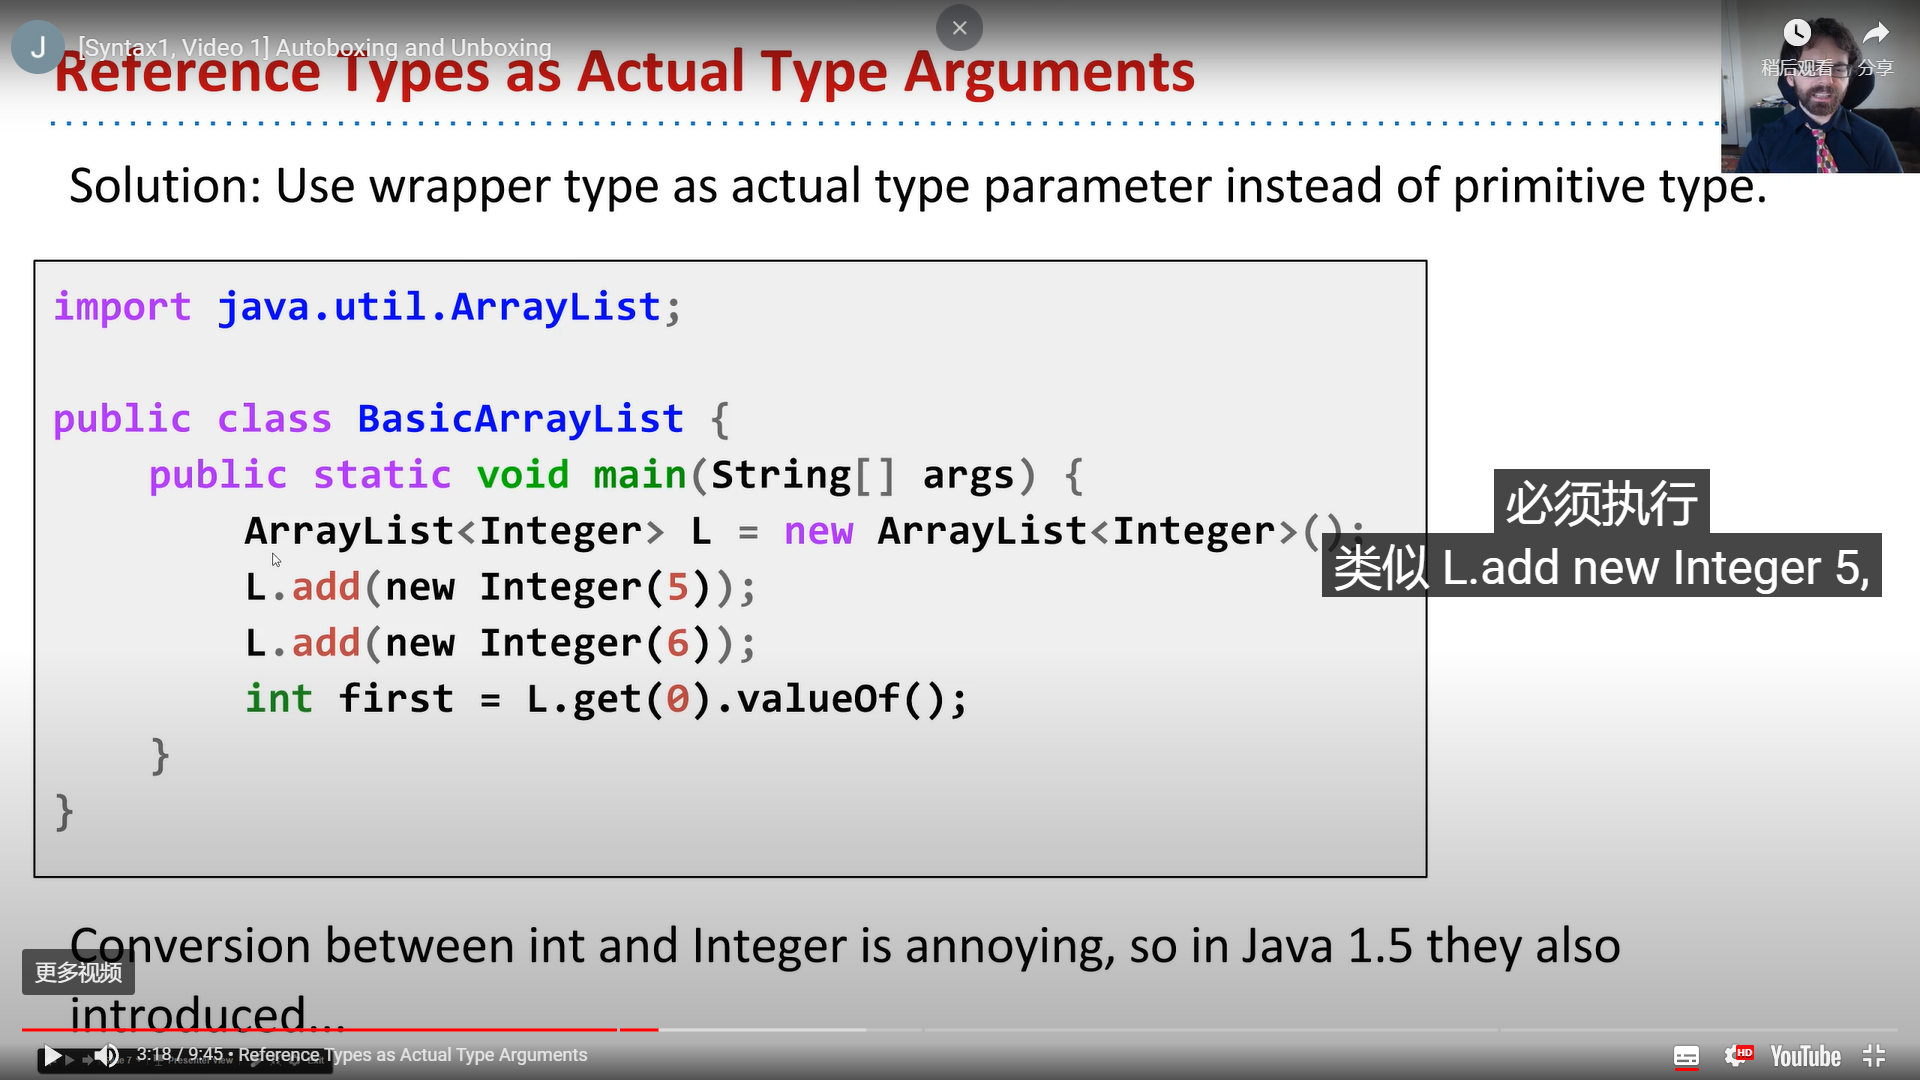 J
[Syntax1, Video 1] Autoboxing and Unboxing
稍后观看
分享
Reference Types as Actual Type Arguments
Solution: Use wrapper type as actual type parameter instead of primitive type.
import java.util.ArrayList;
public class BasicArrayList {
public static void main(String[] args) {
ArrayList<Integer> L = new ArrayList<Integer>();
L.add(new Integer(5));
L.add(new Integer(6));
int first = L.get(0).valueOf();
}
}
必须执行
类似 L.add new Integer 5,
Conversion between int and Integer is annoying, so in Java 1.5 they also
introduced...
更多视频
3:18 / 9:45 • Reference Types as Actual Type Arguments
HD
YouTube